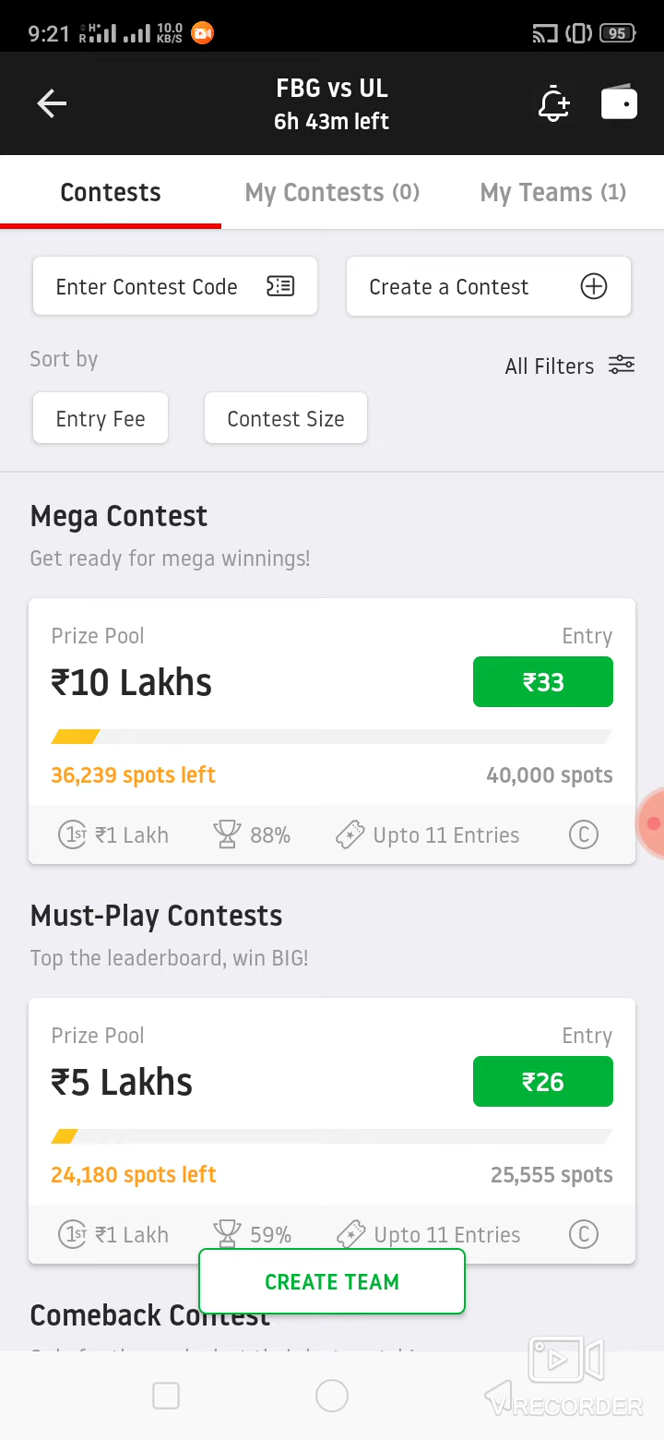 9:21 10.0 KB/S 95
FBG vs UL
6h 43m left
Contests My Contests (0) My Teams (1)
Enter Contest Code Create a Contest
Sort by
All Filters
Entry Fee Contest Size
Mega Contest
Get ready for mega winnings!
Prize Pool Entry
₹10 Lakhs ₹33
36,239 spots left 40,000 spots
1ST ₹1 Lakh 88% Upto 11 Entries C
Must-Play Contests
Top the leaderboard, win BIG!
Prize Pool Entry
₹5 Lakhs ₹26
24,180 spots left 25,555 spots
1ST ₹1 Lakh 59% Upto 11 Entries C
CREATE TEAM
Comeback Contest
VRECORDER